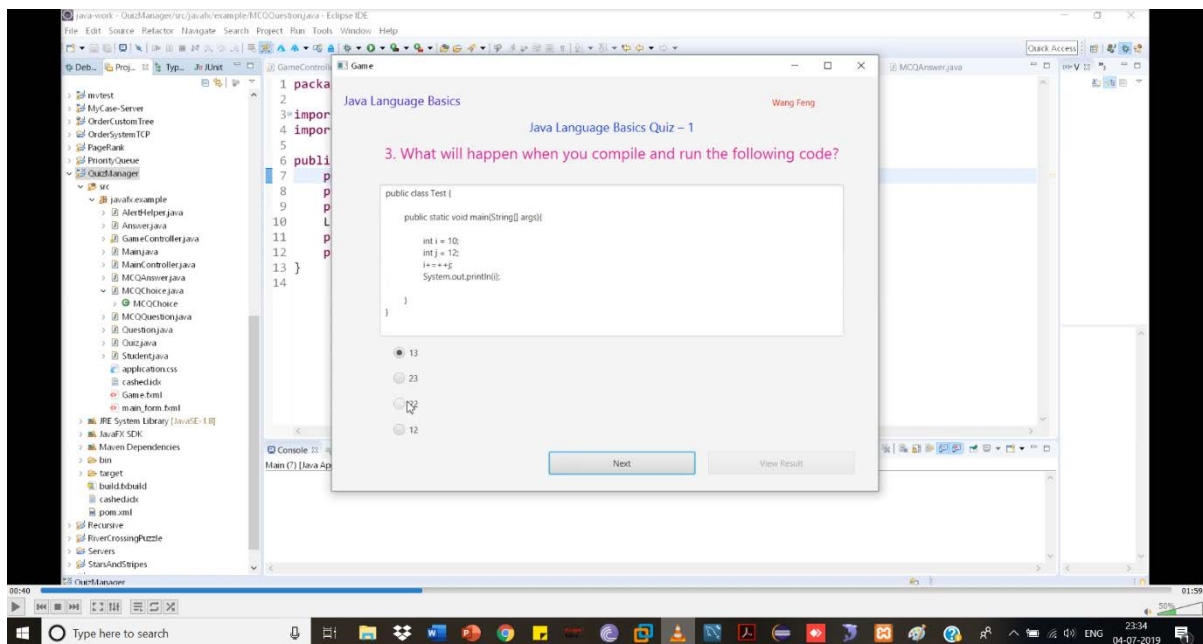 java-work - QuizManager/src/javafx/example/MCQQuestion.java - Eclipse IDE
File Edit Source Refactor Navigate Search Project Run Tools Window Help
Quick Access
Deb... Proj... Typ... JUnit
GameControll
Game
MCQAnswer.java
mvtest
MyCase-Server
OrderCustomTree
OrderSystemTCP
PageRank
PriorityQueue
QuizManager
src
javafx.example
AlertHelper.java
Answer.java
GameController.java
Main.java
MainController.java
MCQAnswer.java
MCQChoice.java
MCQChoice
MCQQuestion.java
Question.java
Quiz.java
Student.java
application.css
cashed.idx
Game.fxml
main_form.fxml
JRE System Library [JavaSE-1.8]
JavaFX SDK
Maven Dependencies
bin
target
build.fxbuild
cashed.idx
pom.xml
Recursive
RiverCrossingPuzzle
Servers
StarsAndStripes
QuizManager
1 packa
2
3 impor
4 impor
5
6 publi
7 p
8 p
9 p
10 L
11 p
12 p
13 }
14
Java Language Basics
Wang Feng
Java Language Basics Quiz – 1
3. What will happen when you compile and run the following code?
public class Test {
public static void main(String[] args){
int i = 10;
int j = 12;
i+=++j;
System.out.println(i);
}
}
13
23
22
12
Next
View Result
Console
Main (7) [Java Ap
00:40
01:59
50%
Type here to search
ENG
23:34
04-07-2019